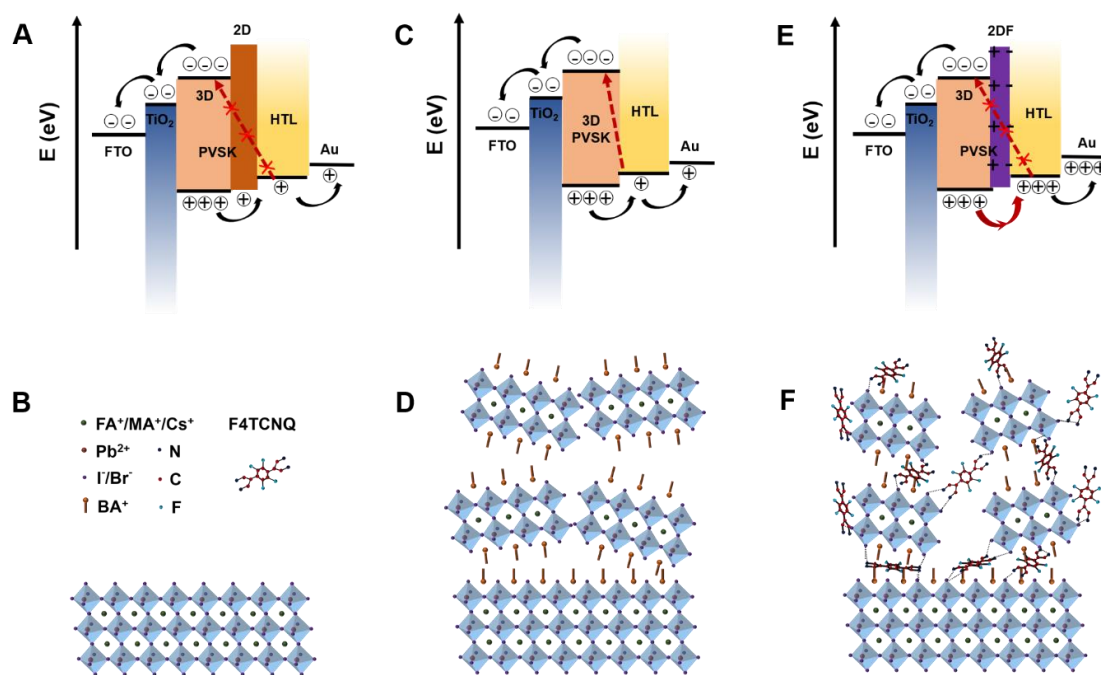 A
E (eV)
2D
3D
TiO₂
HTL
FTO
PVSK
Au
C
E (eV)
TiO₂
3D
PVSK
HTL
FTO
Au
E
E (eV)
2DF
3D
TiO₂
HTL
FTO
PVSK
Au
B
FA⁺/MA⁺/Cs⁺
F4TCNQ
Pb²⁺
N
I⁻/Br⁻
C
BA⁺
F
D
F